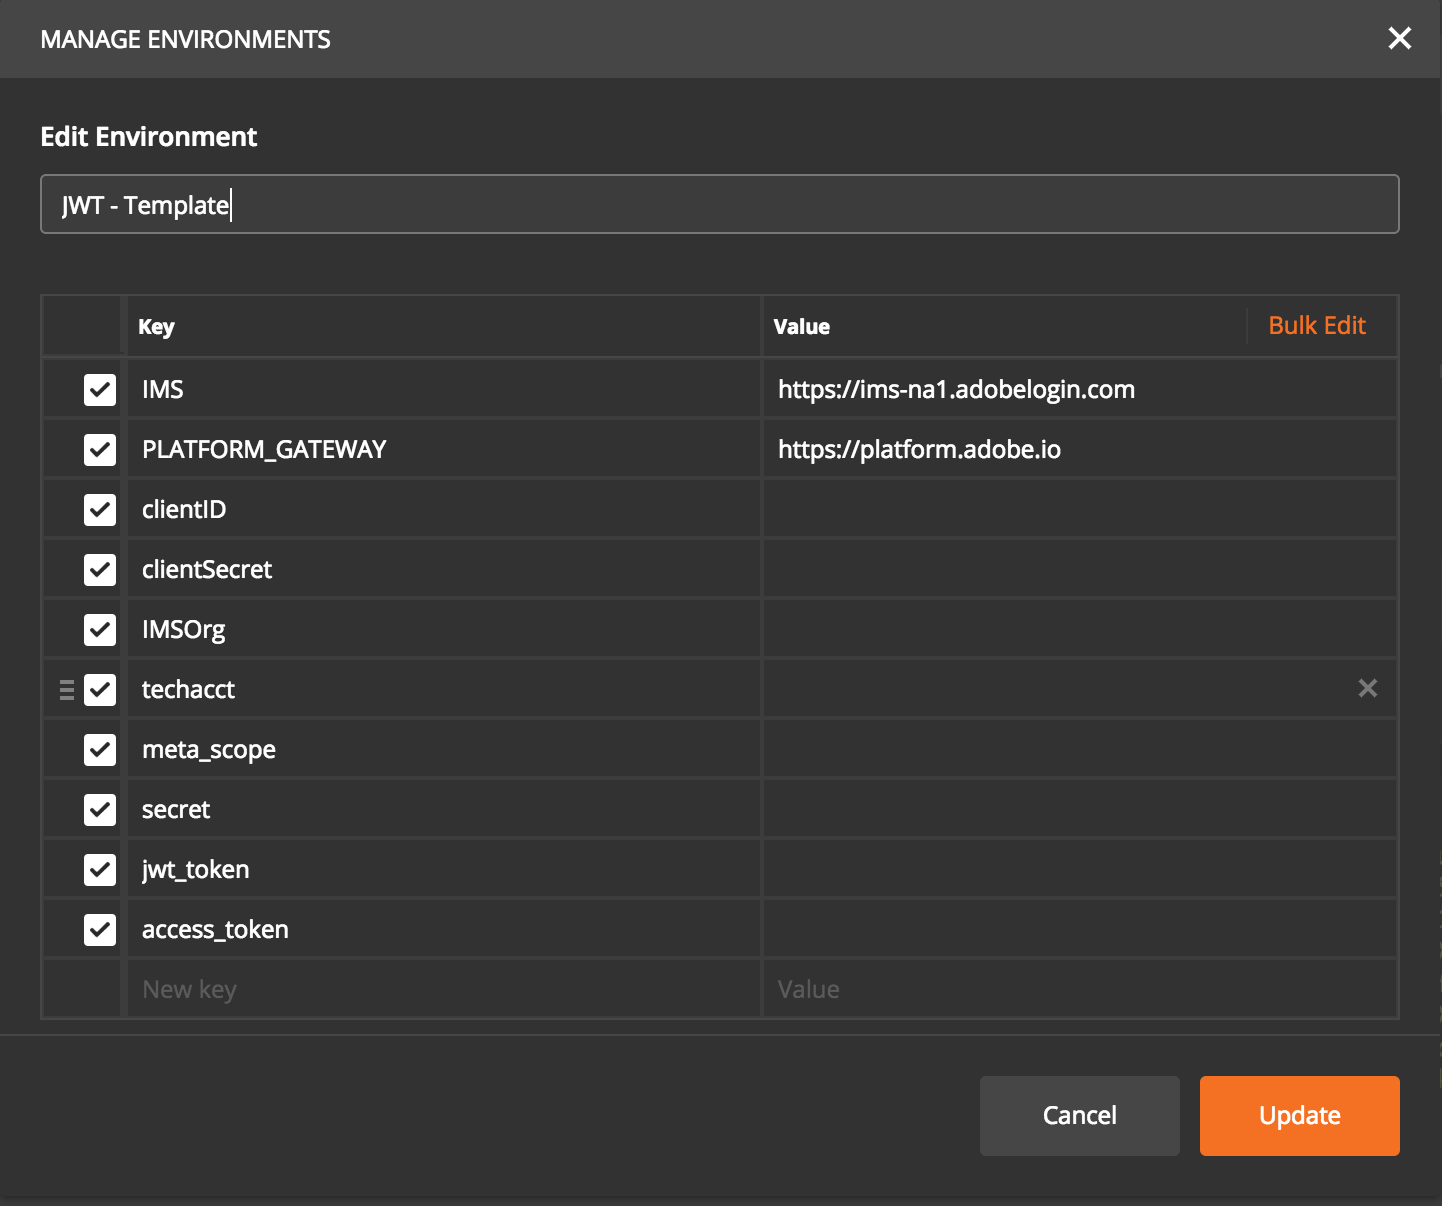 MANAGE ENVIRONMENTS
Edit Environment
JWT - Template
Key Value Bulk Edit
IMS https://ims-na1.adobelogin.com
PLATFORM_GATEWAY https://platform.adobe.io
clientID
clientSecret
IMSOrg
techacct
meta_scope
secret
jwt_token
access_token
New key Value
Cancel Update